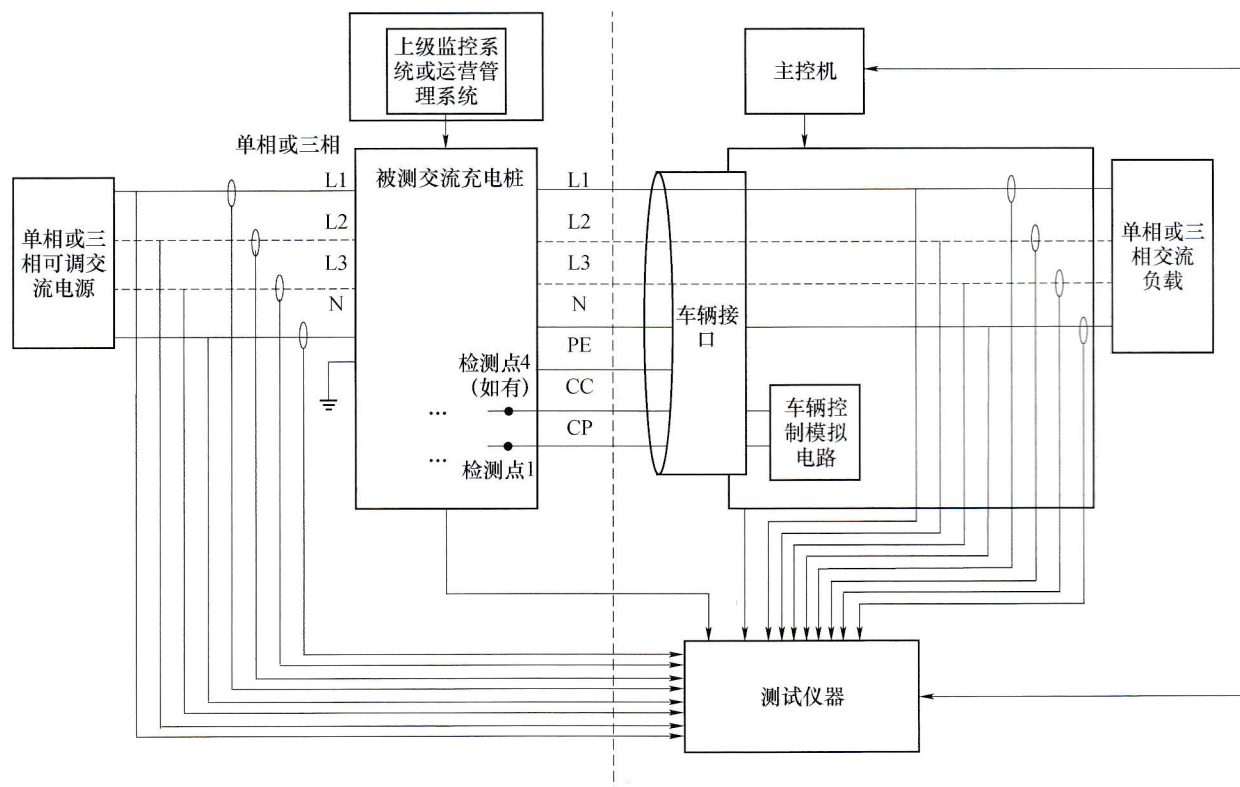 上级监控系
统或运营管
理系统
主控机
单相或三相
L1
L2
L3
N
单相或三
相可调交
流电源
被测交流充电桩
检测点4
(如有)
...
...
检测点1
L1
L2
L3
N
PE
CC
CP
车辆接
口
车辆控
制模拟
电路
单相或三
相交流
负载
测试仪器